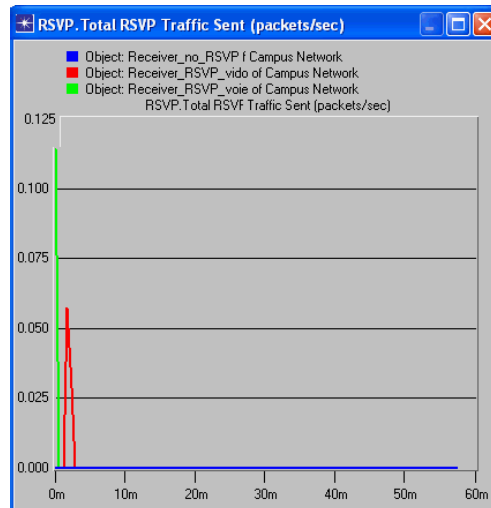 RSVP.Total RSVP Traffic Sent (packets/sec)
Object: Receiver_no_RSVP f Campus Network
Object: Receiver_RSVP_vido of Campus Network
Object: Receiver_RSVP_voie of Campus Network
RSVP.Total RSVF Traffic Sent (packets/sec)
0.125
0.100
0.075
0.050
0.025
0.000
0m 10m 20m 30m 40m 50m 60m